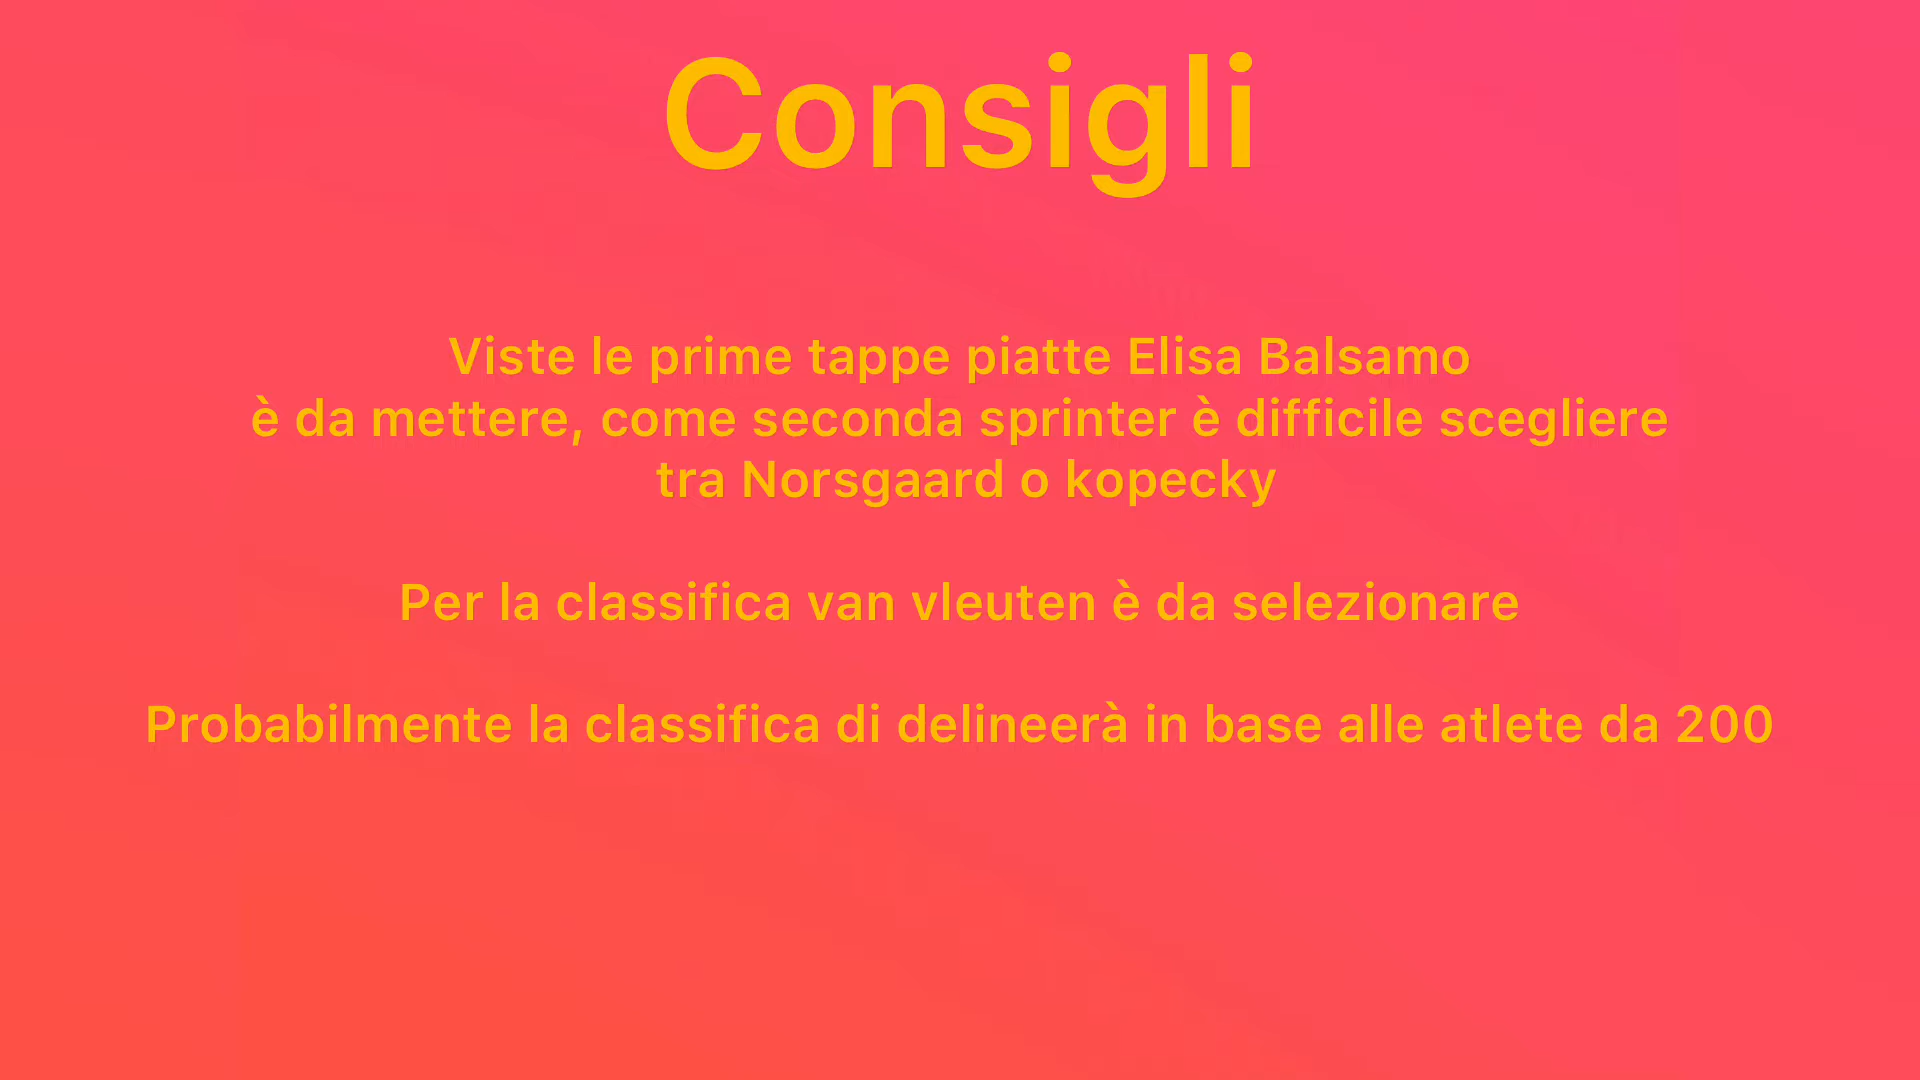 Consigli
Viste le prime tappe piatte Elisa Balsamo
è da mettere, come seconda sprinter è difficile scegliere
tra Norsgaard o kopecky
Per la classifica van vleuten è da selezionare
Probabilmente la classifica di delineerà in base alle atlete da 200